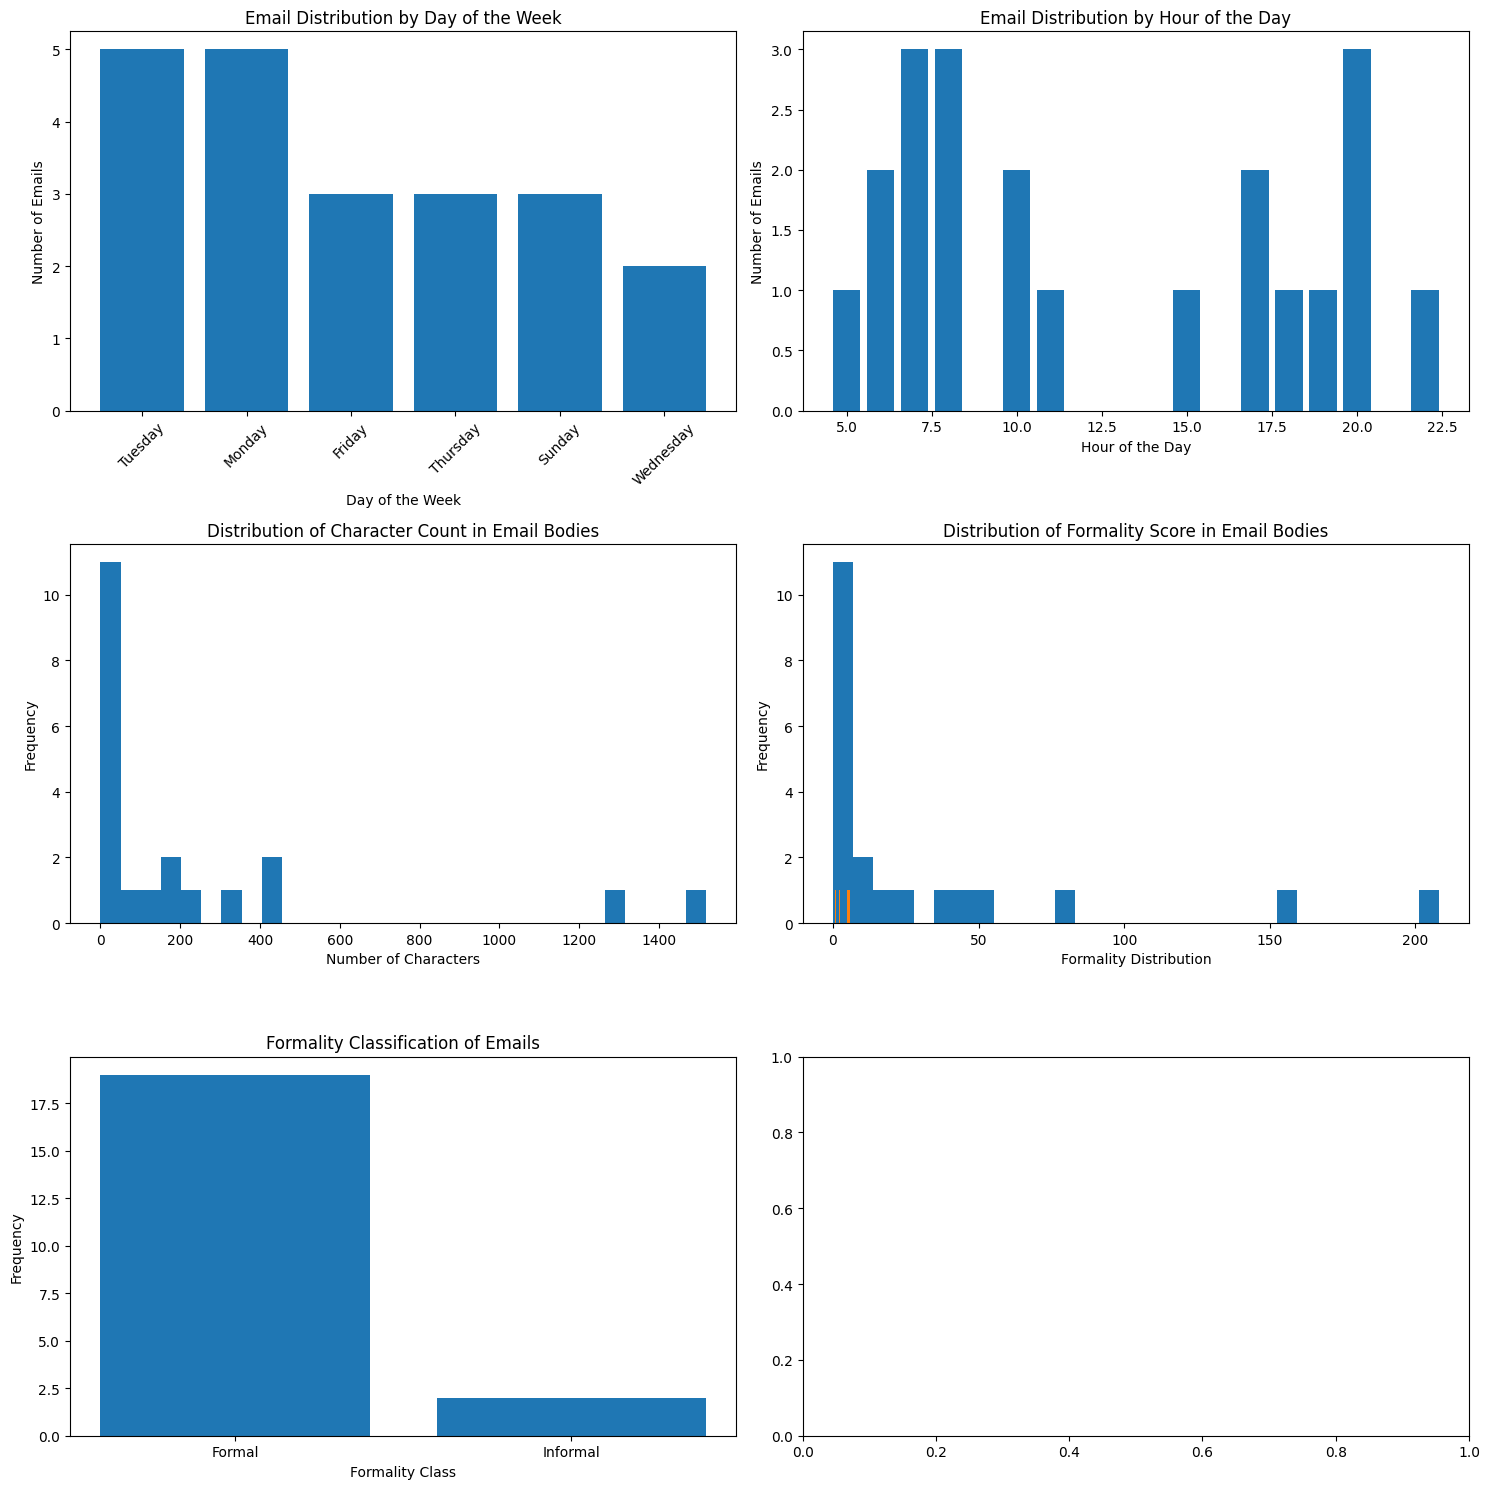 Email Distribution by Day of the Week
Number of Emails
5
4
3
2
1
0
Tuesday
Monday
Friday
Thursday
Sunday
Wednesday
Day of the Week
Email Distribution by Hour of the Day
Number of Emails
3.0
2.5
2.0
1.5
1.0
0.5
0.0
5.0
7.5
10.0
12.5
15.0
17.5
20.0
22.5
Hour of the Day
Distribution of Character Count in Email Bodies
Frequency
10
8
6
4
2
0
0
200
400
600
800
1000
1200
1400
Number of Characters
Distribution of Formality Score in Email Bodies
Frequency
10
8
6
4
2
0
0
50
100
150
200
Formality Distribution
Formality Classification of Emails
Frequency
17.5
15.0
12.5
10.0
7.5
5.0
2.5
0.0
Formal
Informal
Formality Class
1.0
0.8
0.6
0.4
0.2
0.0
0.0
0.2
0.4
0.6
0.8
1.0